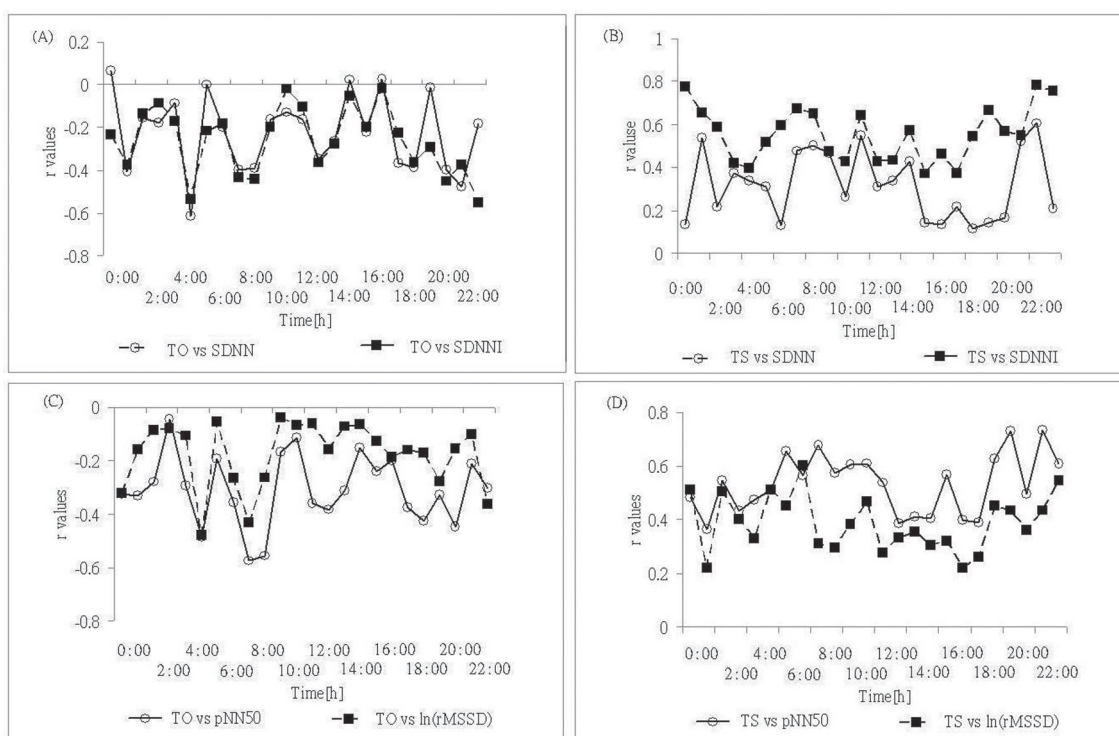 (A)
0.2
0
-0.2
-0.4
-0.6
-0.8
r values
0:00 4:00 8:00 12:00 16:00 20:00
2:00 6:00 10:00 14:00 18:00 22:00
Time[h]
TO vs SDNN TO vs SDNNI
(B)
1
0.8
0.6
0.4
0.2
0
r valuse
0:00 4:00 8:00 12:00 16:00 20:00
2:00 6:00 10:00 14:00 18:00 22:00
Time[h]
TS vs SDNN TS vs SDNNI
(C)
0
-0.2
-0.4
-0.6
-0.8
r values
0:00 4:00 8:00 12:00 16:00 20:00
2:00 6:00 10:00 14:00 18:00 22:00
Time[h]
TO vs pNN50 TO vs ln(rMSSD)
(D)
0.8
0.6
0.4
0.2
0
r values
0:00 4:00 8:00 12:00 16:00 20:00
2:00 6:00 10:00 14:00 18:00 22:00
Time[h]
TS vs pNN50 TS vs ln(rMSSD)